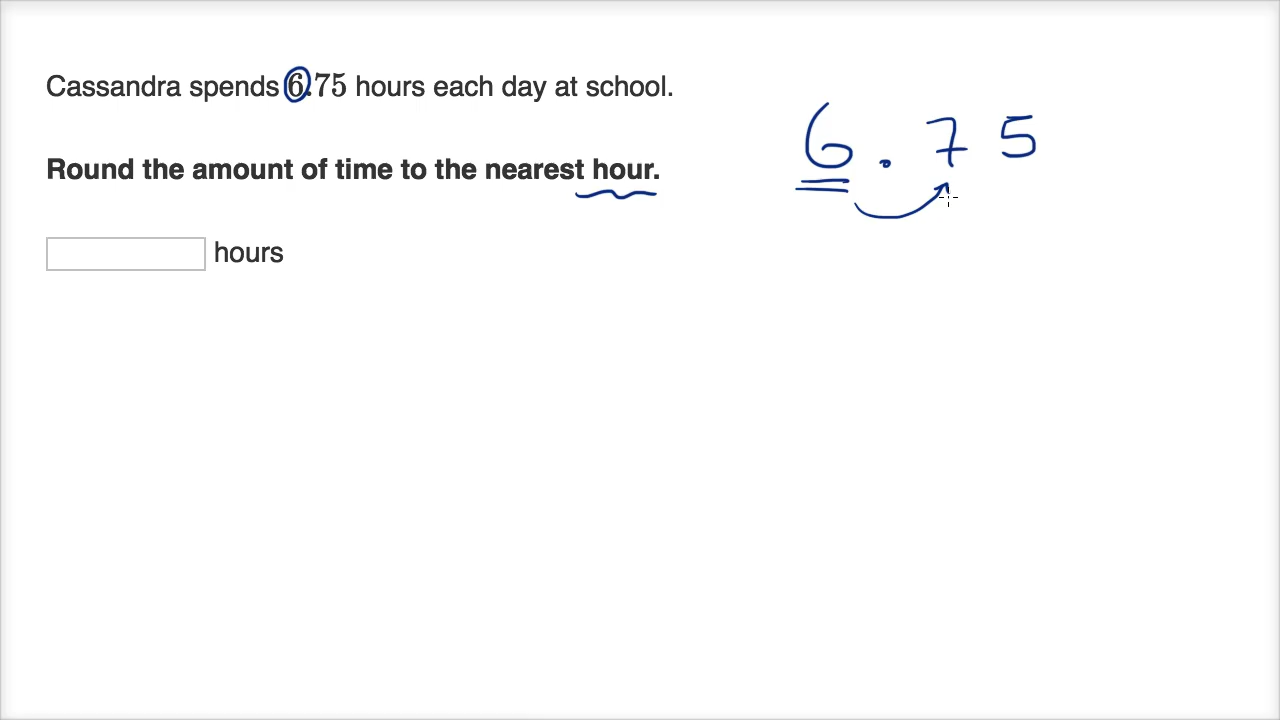 Cassandra spends 6.75 hours each day at school.
6.75
Round the amount of time to the nearest hour.
hours